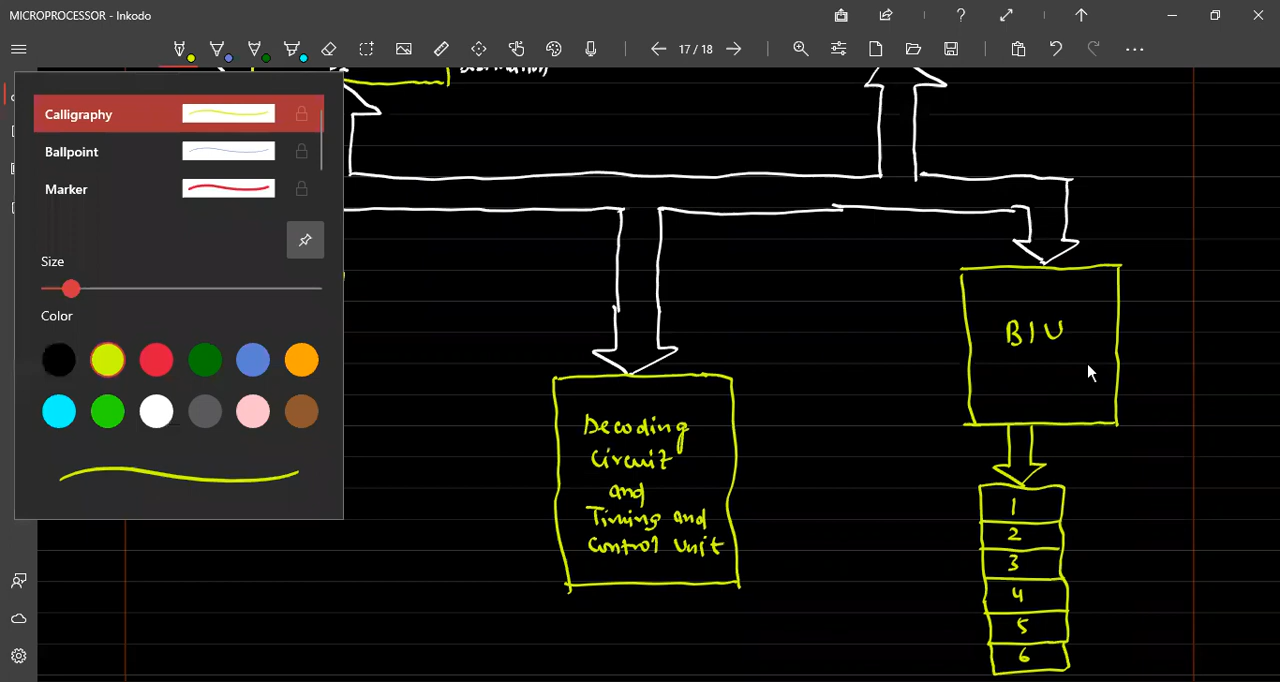 MICROPROCESSOR - Inkodo
17 / 18
Calligraphy
Ballpoint
Marker
Size
Color
BIU
Decoding
Circuit
and
Timing and
Control Unit
1
2
3
4
5
6